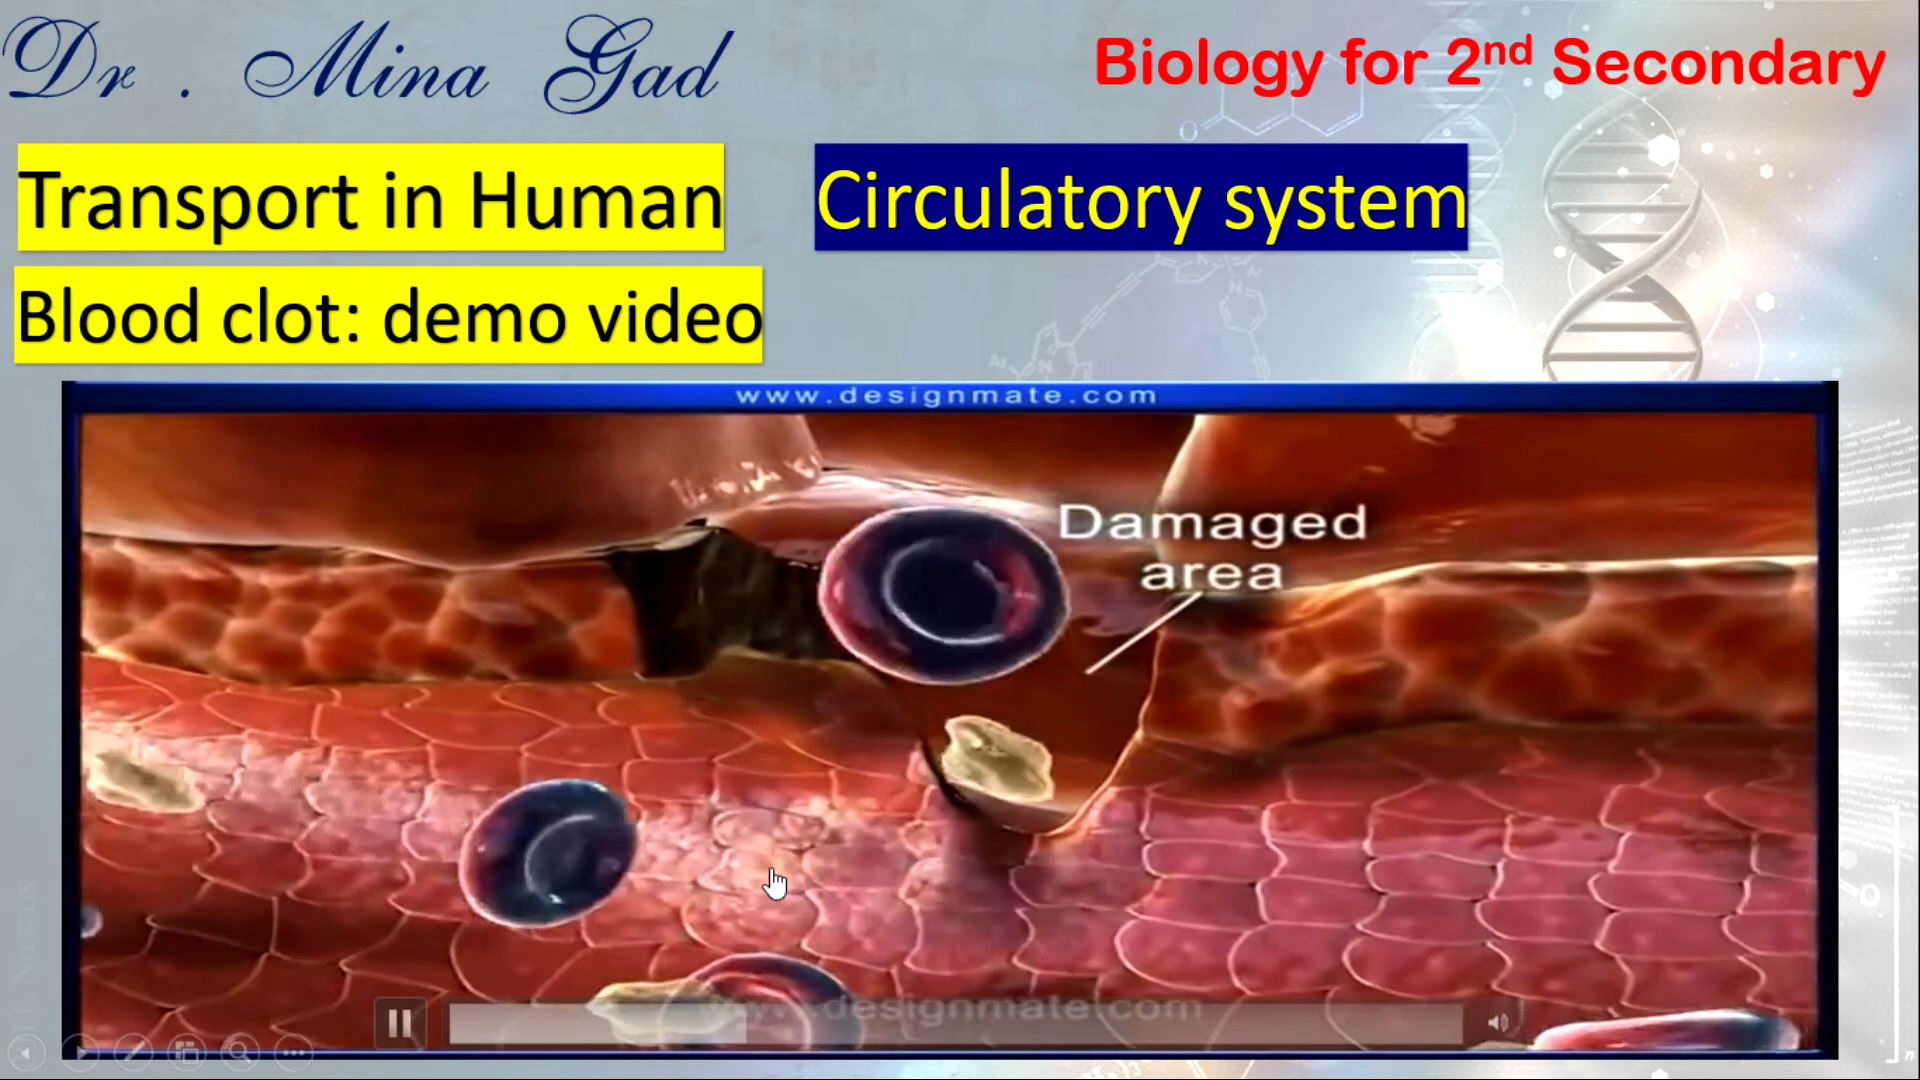 Dr . Mina Gad
Biology for 2nd Secondary
Transport in Human
Circulatory system
Blood clot: demo video
www.designmate.com
Damaged
area
www.designmate.com